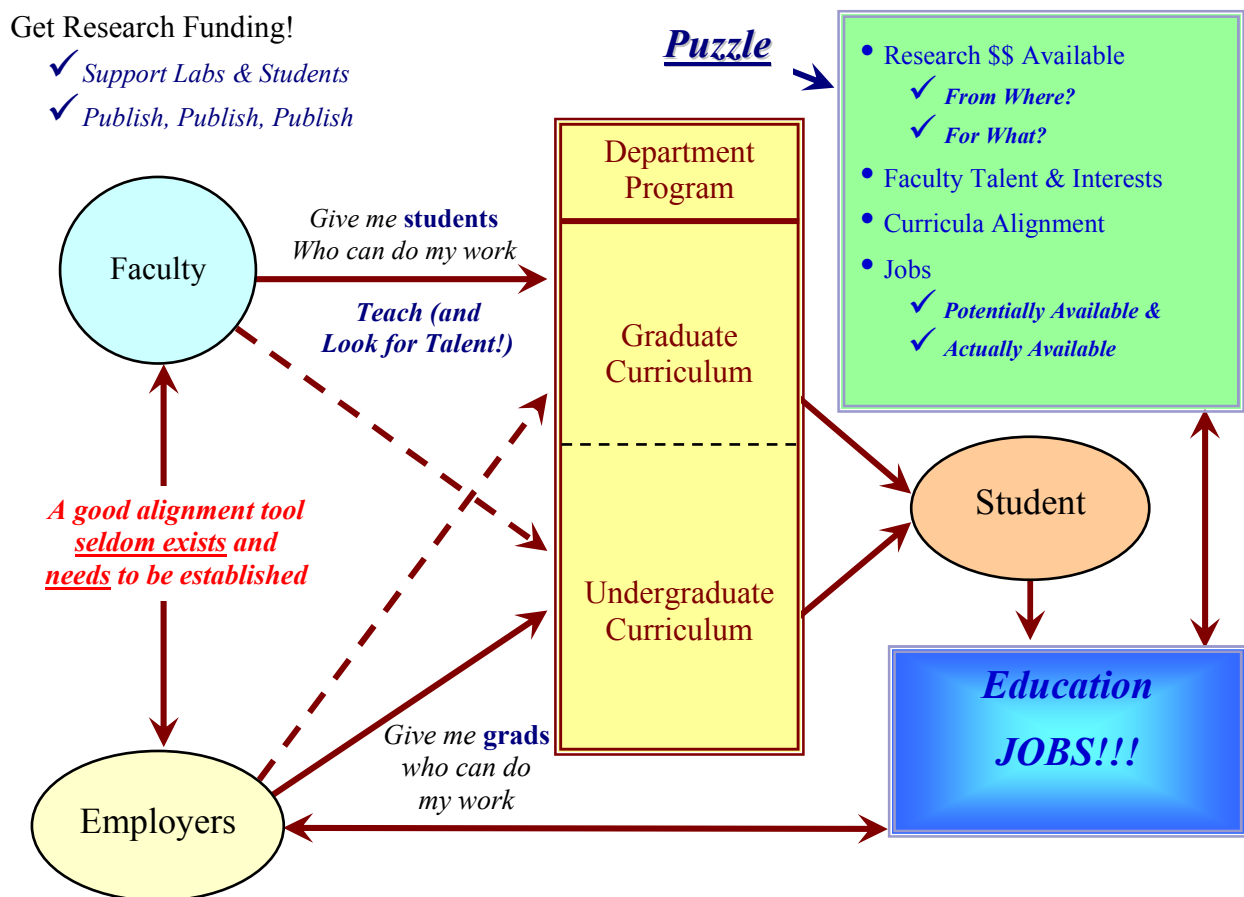 Get Research Funding!
✓ Support Labs & Students
✓ Publish, Publish, Publish
Puzzle
• Research $$ Available
✓ From Where?
✓ For What?
• Faculty Talent & Interests
• Curricula Alignment
• Jobs
✓ Potentially Available &
✓ Actually Available
Department
Program
Faculty
Give me students
Who can do my work
Teach (and
Look for Talent!)
Graduate
Curriculum
A good alignment tool
seldom exists and
needs to be established
Student
Undergraduate
Curriculum
Education
JOBS!!!
Give me grads
who can do
my work
Employers